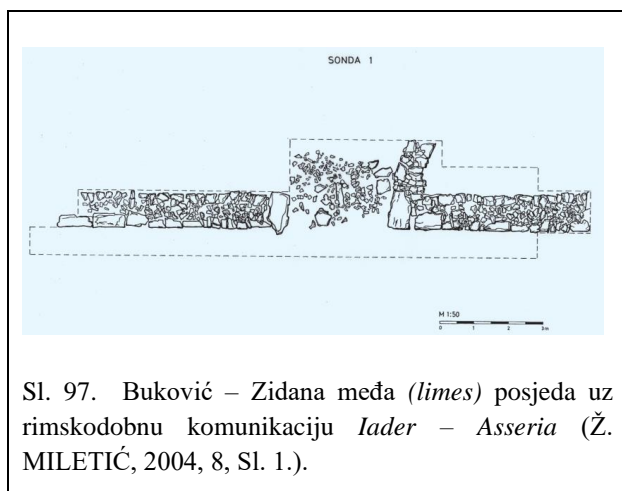 SONDA 1
M 1:50
0 1 2 3m
Sl. 97. Buković – Zidana međa (limes) posjeda uz
rimskodobnu komunikaciju Iader – Asseria (Ž.
MILETIĆ, 2004, 8, Sl. 1.).